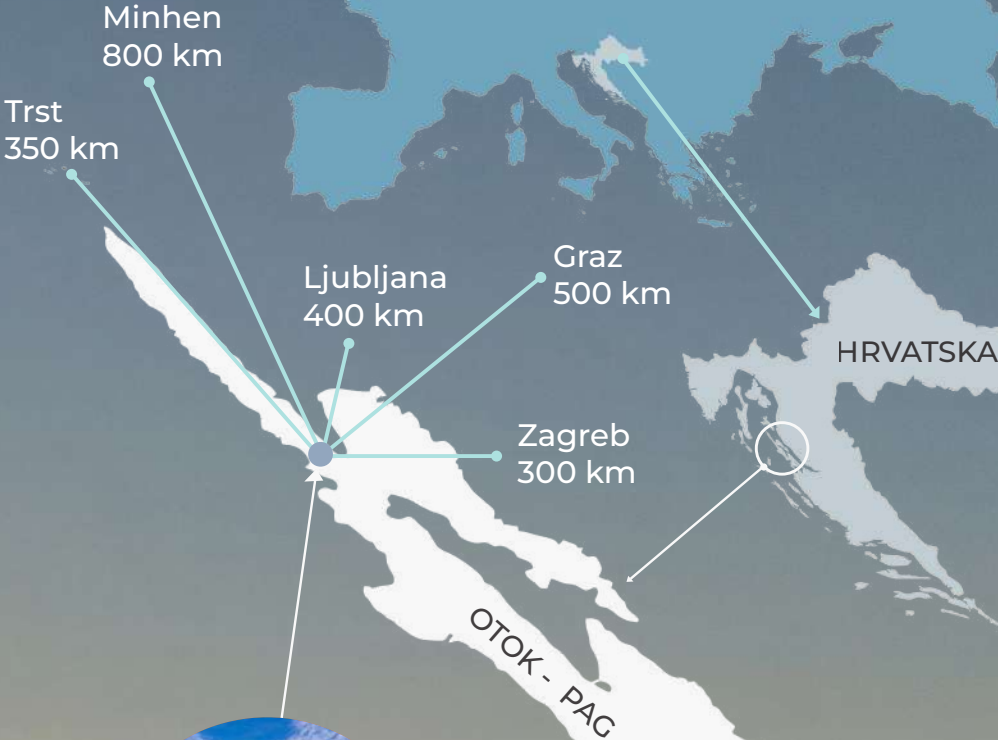 Minhen
800 km
Trst
350 km
Ljubljana
400 km
Graz
500 km
HRVATSKA
Zagreb
300 km
OTOK - PAG